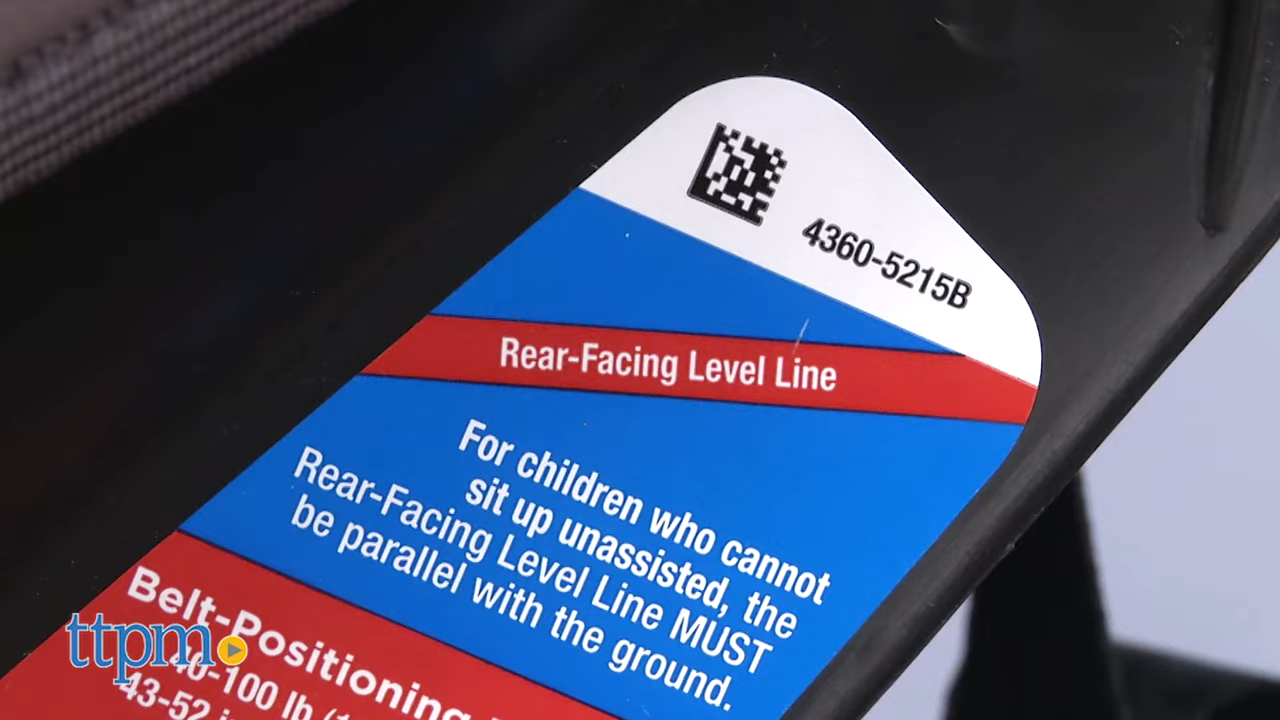 4360-5215B
Rear-Facing Level Line
For children who cannot
sit up unassisted, the
Rear-Facing Level Line MUST
be parallel with the ground.
Belt-Positioning
40-100 lb
43-52
ttpm